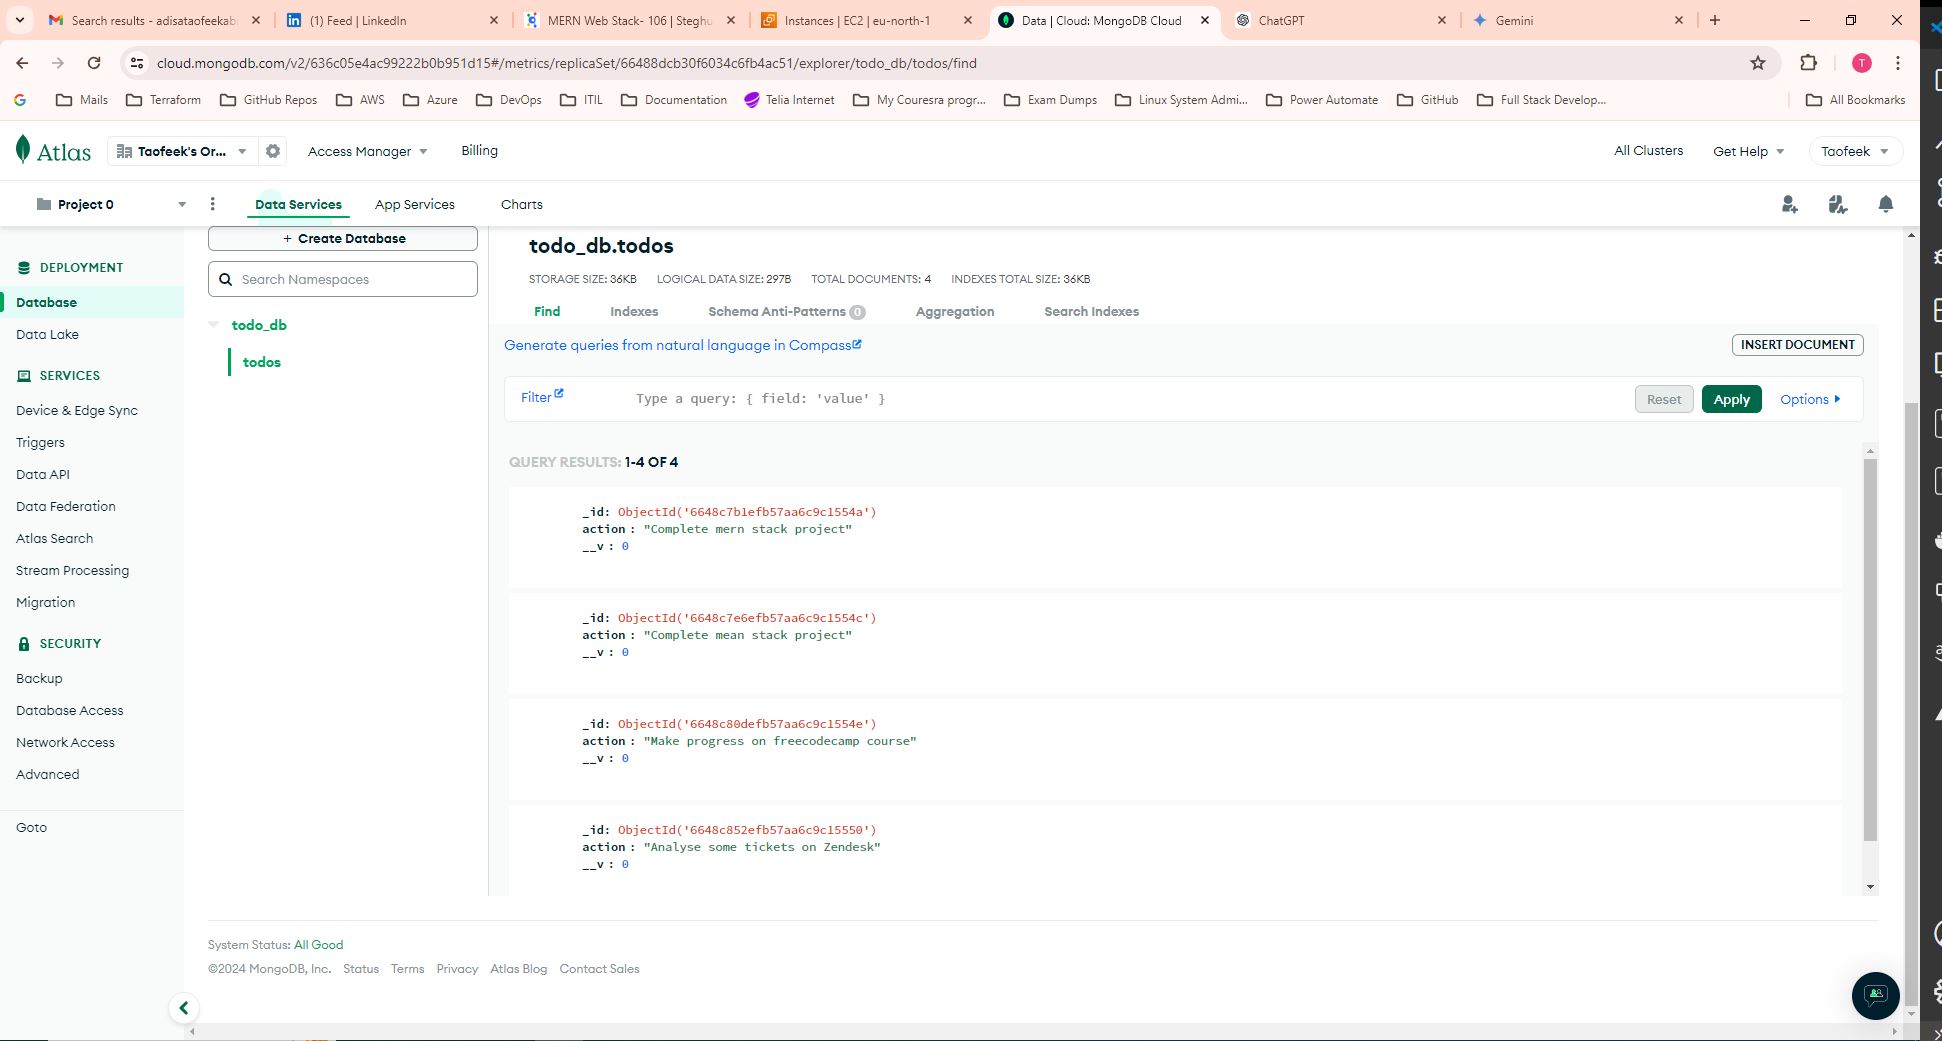 Search results - adisataofeekab
(1) Feed | LinkedIn
MERN Web Stack- 106 | Steghu
Instances | EC2 | eu-north-1
Data | Cloud: MongoDB Cloud
ChatGPT
Gemini
cloud.mongodb.com/v2/636c05e4ac99222b0b951d15#/metrics/replicaSet/66488dcb30f6034c6fb4ac51/explorer/todo_db/todos/find
T
Mails
Terraform
GitHub Repos
AWS
Azure
DevOps
ITIL
Documentation
Telia Internet
My Couresra progr...
Exam Dumps
Linux System Admi...
Power Automate
GitHub
Full Stack Develop...
All Bookmarks
Atlas
Taofeek's Or...
Access Manager
Billing
All Clusters
Get Help
Taofeek
Project 0
Data Services
App Services
Charts
DEPLOYMENT
Database
Data Lake
SERVICES
Device & Edge Sync
Triggers
Data API
Data Federation
Atlas Search
Stream Processing
Migration
SECURITY
Backup
Database Access
Network Access
Advanced
Goto
+ Create Database
Search Namespaces
todo_db
todos
todo_db.todos
STORAGE SIZE: 36KB LOGICAL DATA SIZE: 297B TOTAL DOCUMENTS: 4 INDEXES TOTAL SIZE: 36KB
Find
Indexes
Schema Anti-Patterns 0
Aggregation
Search Indexes
Generate queries from natural language in Compass
INSERT DOCUMENT
Filter
Type a query: { field: 'value' }
Reset
Apply
Options
QUERY RESULTS: 1-4 OF 4
_id: ObjectId('6648c7b1efb57aa6c9c1554a')
action : "Complete mern stack project"
__v : 0
_id: ObjectId('6648c7e6efb57aa6c9c1554c')
action : "Complete mean stack project"
__v : 0
_id: ObjectId('6648c80defb57aa6c9c1554e')
action : "Make progress on freecodecamp course"
__v : 0
_id: ObjectId('6648c852efb57aa6c9c15550')
action : "Analyse some tickets on Zendesk"
__v : 0
System Status: All Good
©2024 MongoDB, Inc. Status Terms Privacy Atlas Blog Contact Sales